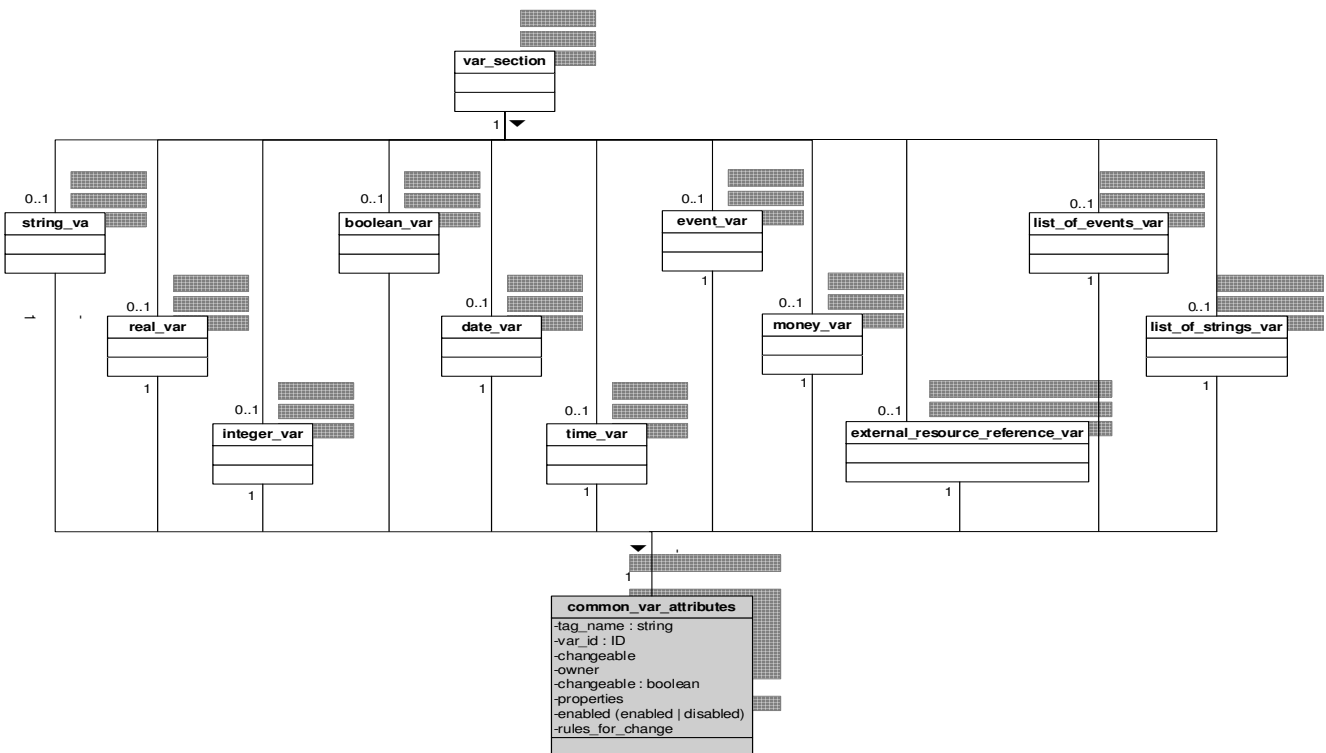 var_section
1
0..1
0..1
0..1
0..1
string_va
boolean_var
event_var
list_of_events_var
1
1
0..1
0..1
0..1
0..1
real_var
date_var
money_var
list_of_strings_var
1
1
1
1
0..1
0..1
0..1
integer_var
time_var
external_resource_reference_var
1
1
1
1
common_var_attributes
-tag_name : string
-var_id : ID
-changeable
-owner
-changeable : boolean
-properties
-enabled (enabled | disabled)
-rules_for_change